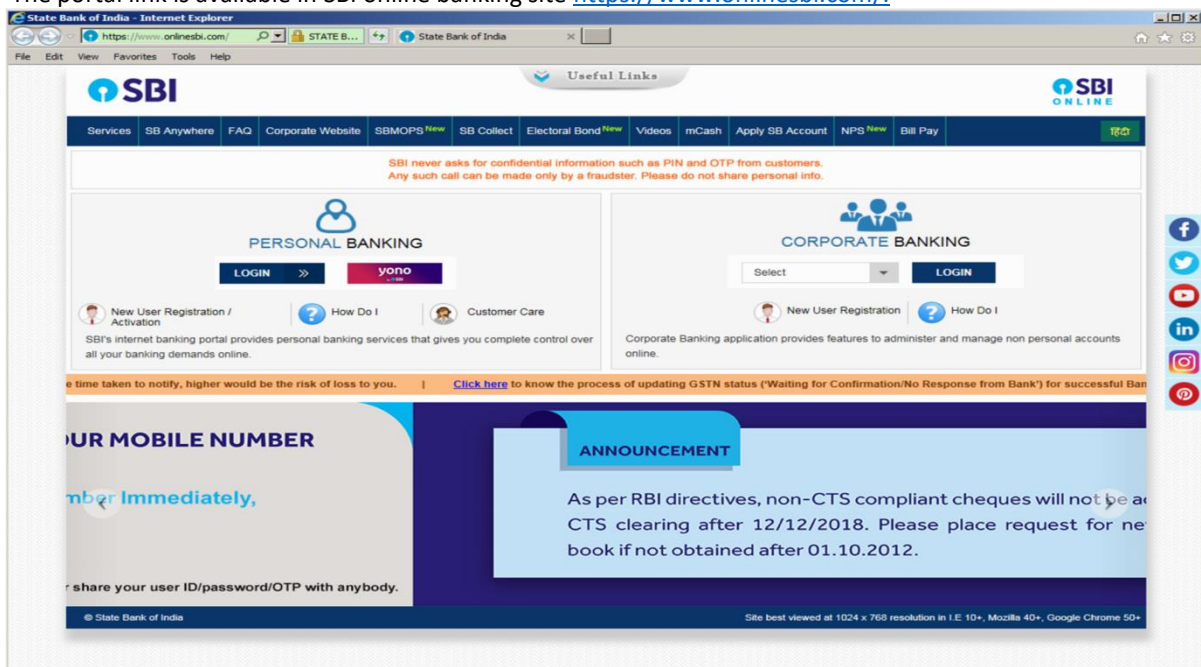 The portal link is available in SBI online banking site https://www.onlinesbi.com/.
State Bank of India - Internet Explorer
https://www.onlinesbi.com/ STATE B... State Bank of India
File Edit View Favorites Tools Help
Useful Links
SBI
SBI
ONLINE
Services SB Anywhere FAQ Corporate Website SBMOPS New SB Collect Electoral Bond New Videos mCash Apply SB Account NPS New Bill Pay हिंदी
SBI never asks for confidential information such as PIN and OTP from customers.
Any such call can be made only by a fraudster. Please do not share personal info.
PERSONAL BANKING
LOGIN »
yono
New User Registration /
Activation
How Do I
Customer Care
SBI's internet banking portal provides personal banking services that gives you complete control over
all your banking demands online.
CORPORATE BANKING
Select
LOGIN
New User Registration
How Do I
Corporate Banking application provides features to administer and manage non personal accounts
online.
e time taken to notify, higher would be the risk of loss to you. | Click here to know the process of updating GSTN status ('Waiting for Confirmation/No Response from Bank') for successful Ban
OUR MOBILE NUMBER
mber Immediately,
r share your user ID/password/OTP with anybody.
ANNOUNCEMENT
As per RBI directives, non-CTS compliant cheques will not be a
CTS clearing after 12/12/2018. Please place request for ne
book if not obtained after 01.10.2012.
© State Bank of India
Site best viewed at 1024 x 768 resolution in I.E 10+, Mozilla 40+, Google Chrome 50+